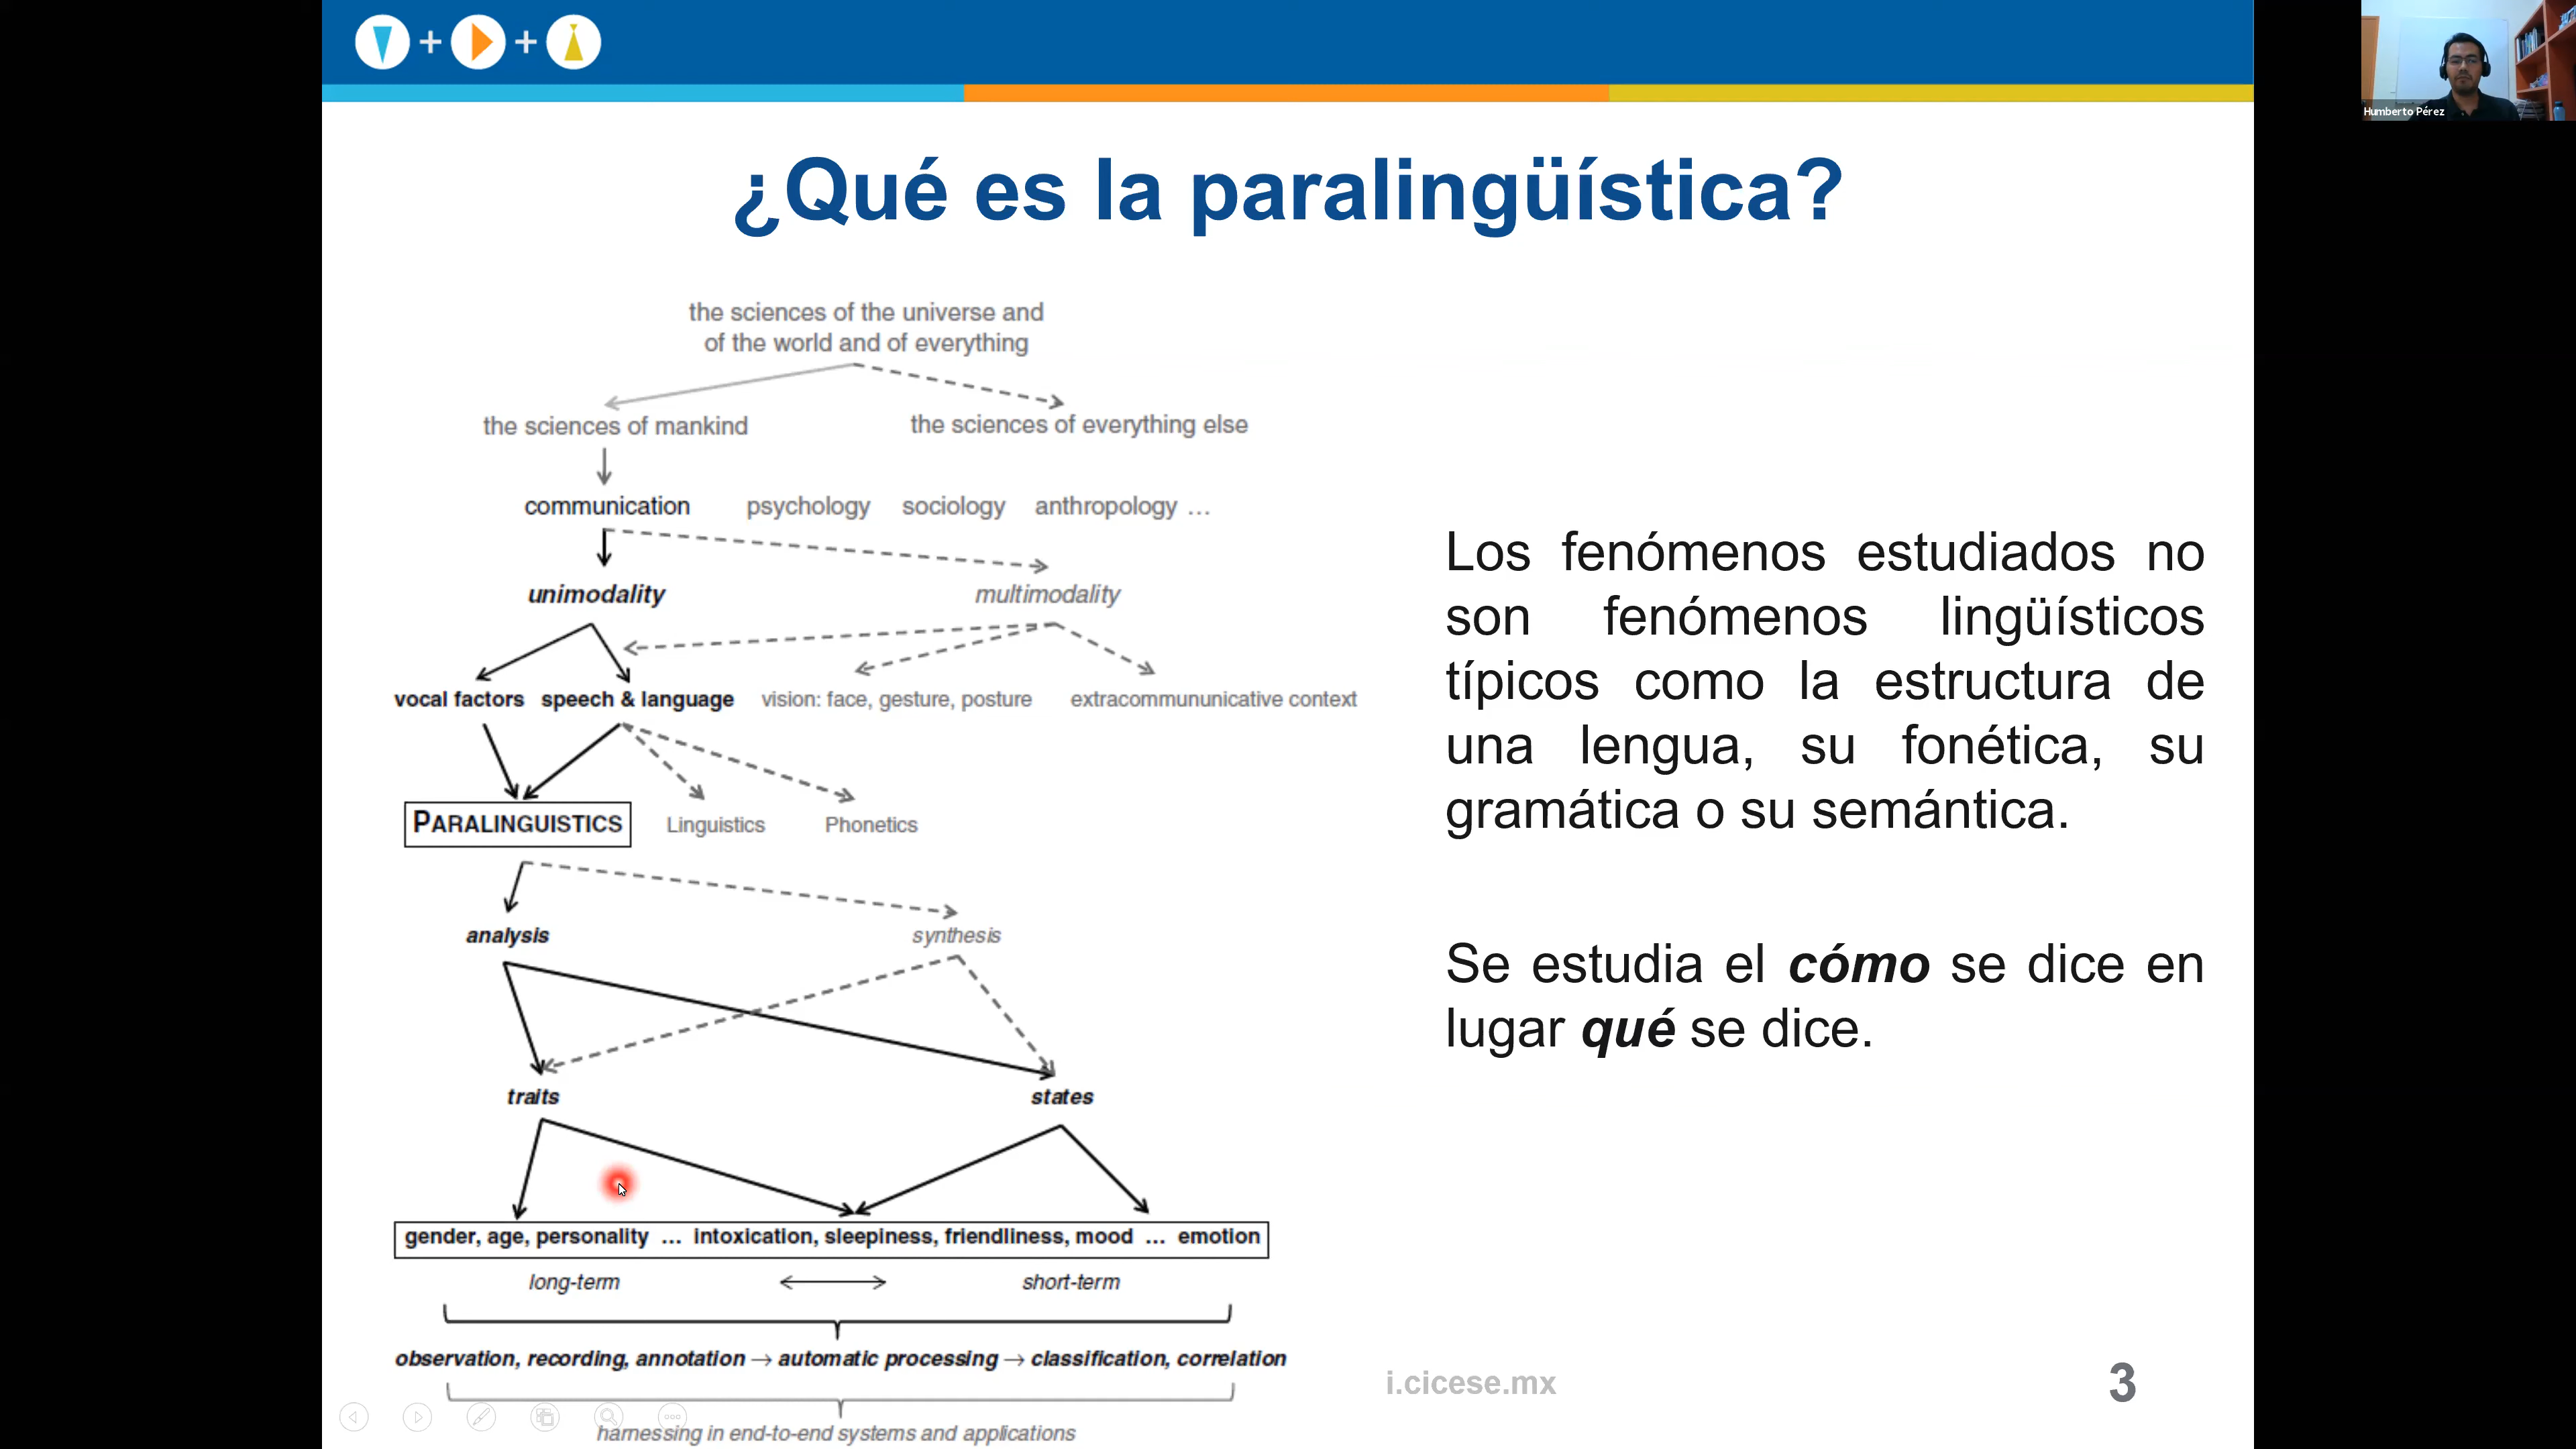 Humberto Pérez
¿Qué es la paralingüística?
the sciences of the universe and
of the world and of everything
the sciences of mankind the sciences of everything else
communication psychology sociology anthropology ...
unimodality multimodality
vocal factors speech & language vision: face, gesture, posture extracommununicative context
PARALINGUISTICS Linguistics Phonetics
analysis synthesis
traits states
gender, age, personality ... intoxication, sleepiness, friendliness, mood ... emotion
long-term short-term
observation, recording, annotation → automatic processing → classification, correlation
harnessing in end-to-end systems and applications
Los fenómenos estudiados no
son fenómenos lingüísticos
típicos como la estructura de
una lengua, su fonética, su
gramática o su semántica.
Se estudia el cómo se dice en
lugar qué se dice.
i.cicese.mx
3